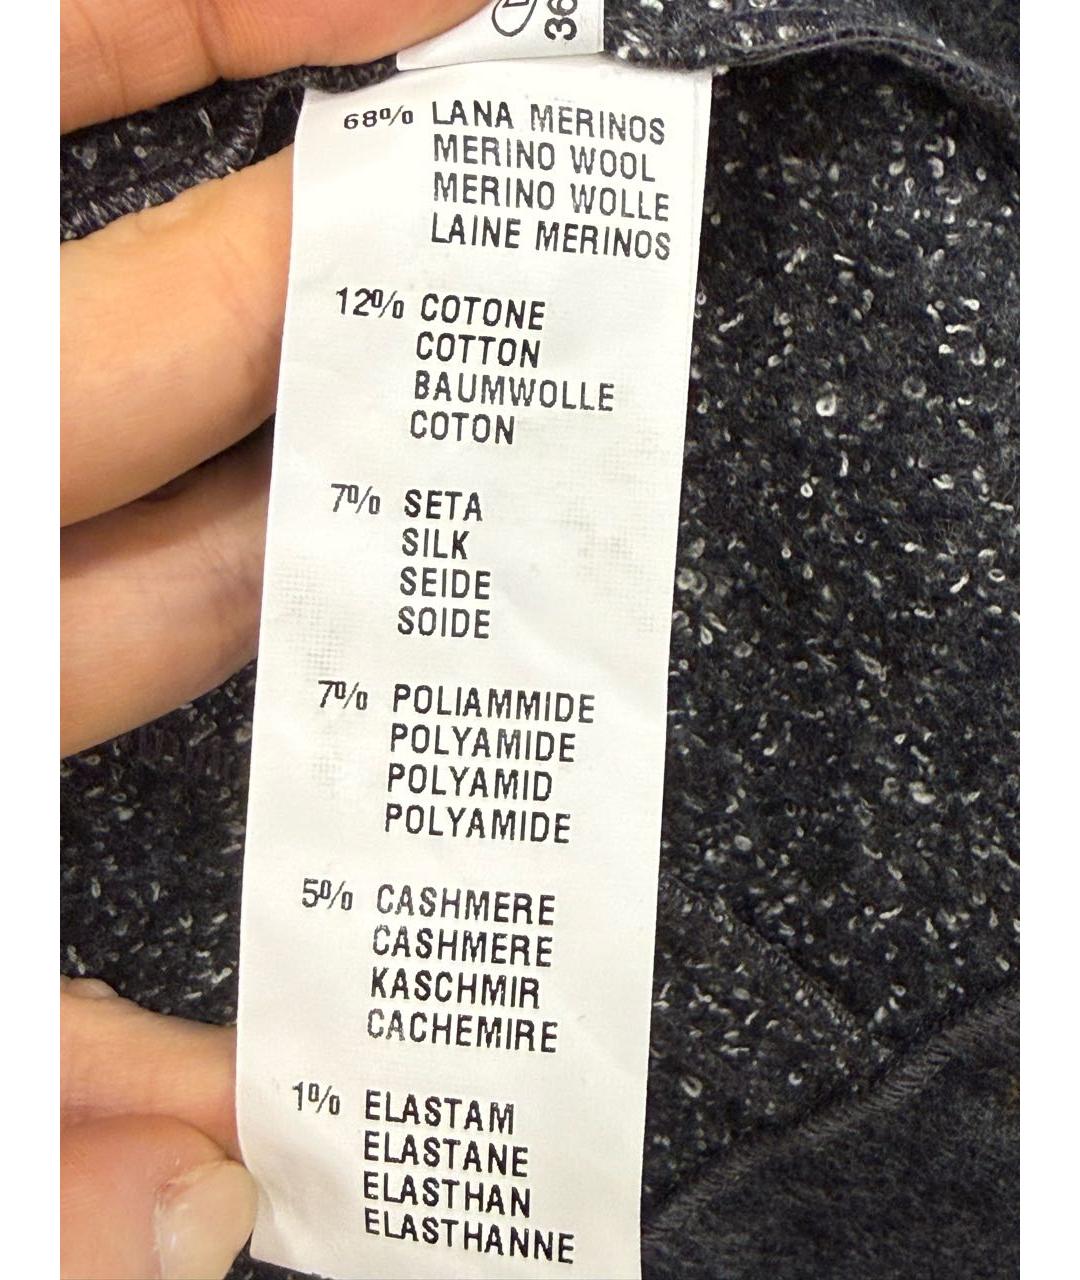 36
68% LANA MERINOS
MERINO WOOL
MERINO WOLLE
LAINE MERINOS
12% COTONE
COTTON
BAUMWOLLE
COTON
7% SETA
SILK
SEIDE
SOIDE
7% POLIAMMIDE
POLYAMIDE
POLYAMID
POLYAMIDE
5% CASHMERE
CASHMERE
KASCHMIR
CACHEMIRE
1% ELASTAM
ELASTANE
ELASTHAN
ELASTHANNE